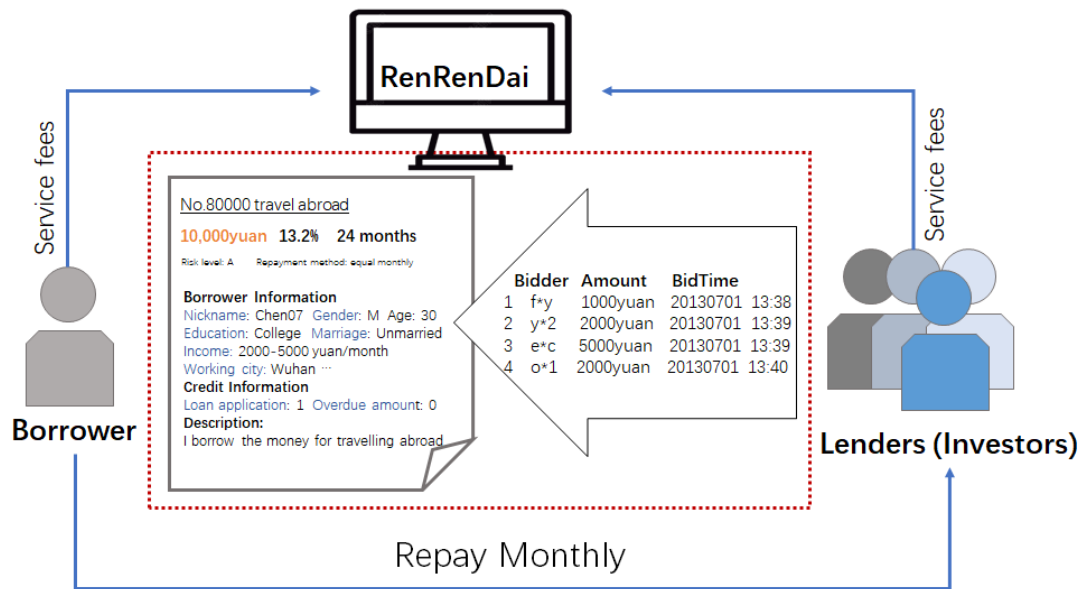 RenRenDai
Service fees
Service fees
No.80000 travel abroad
10,000yuan 13.2% 24 months
Risk level: A Repayment method: equal monthly
Borrower Information
Nickname: Chen07 Gender: M Age: 30
Education: College Marriage: Unmarried
Income: 2000-5000 yuan/month
Working city: Wuhan ...
Credit Information
Loan application: 1 Overdue amount: 0
Description:
I borrow the money for travelling abroad
Bidder Amount BidTime
1 f*y 1000yuan 20130701 13:38
2 y*2 2000yuan 20130701 13:39
3 e*c 5000yuan 20130701 13:39
4 o*1 2000yuan 20130701 13:40
Borrower
Lenders (Investors)
Repay Monthly